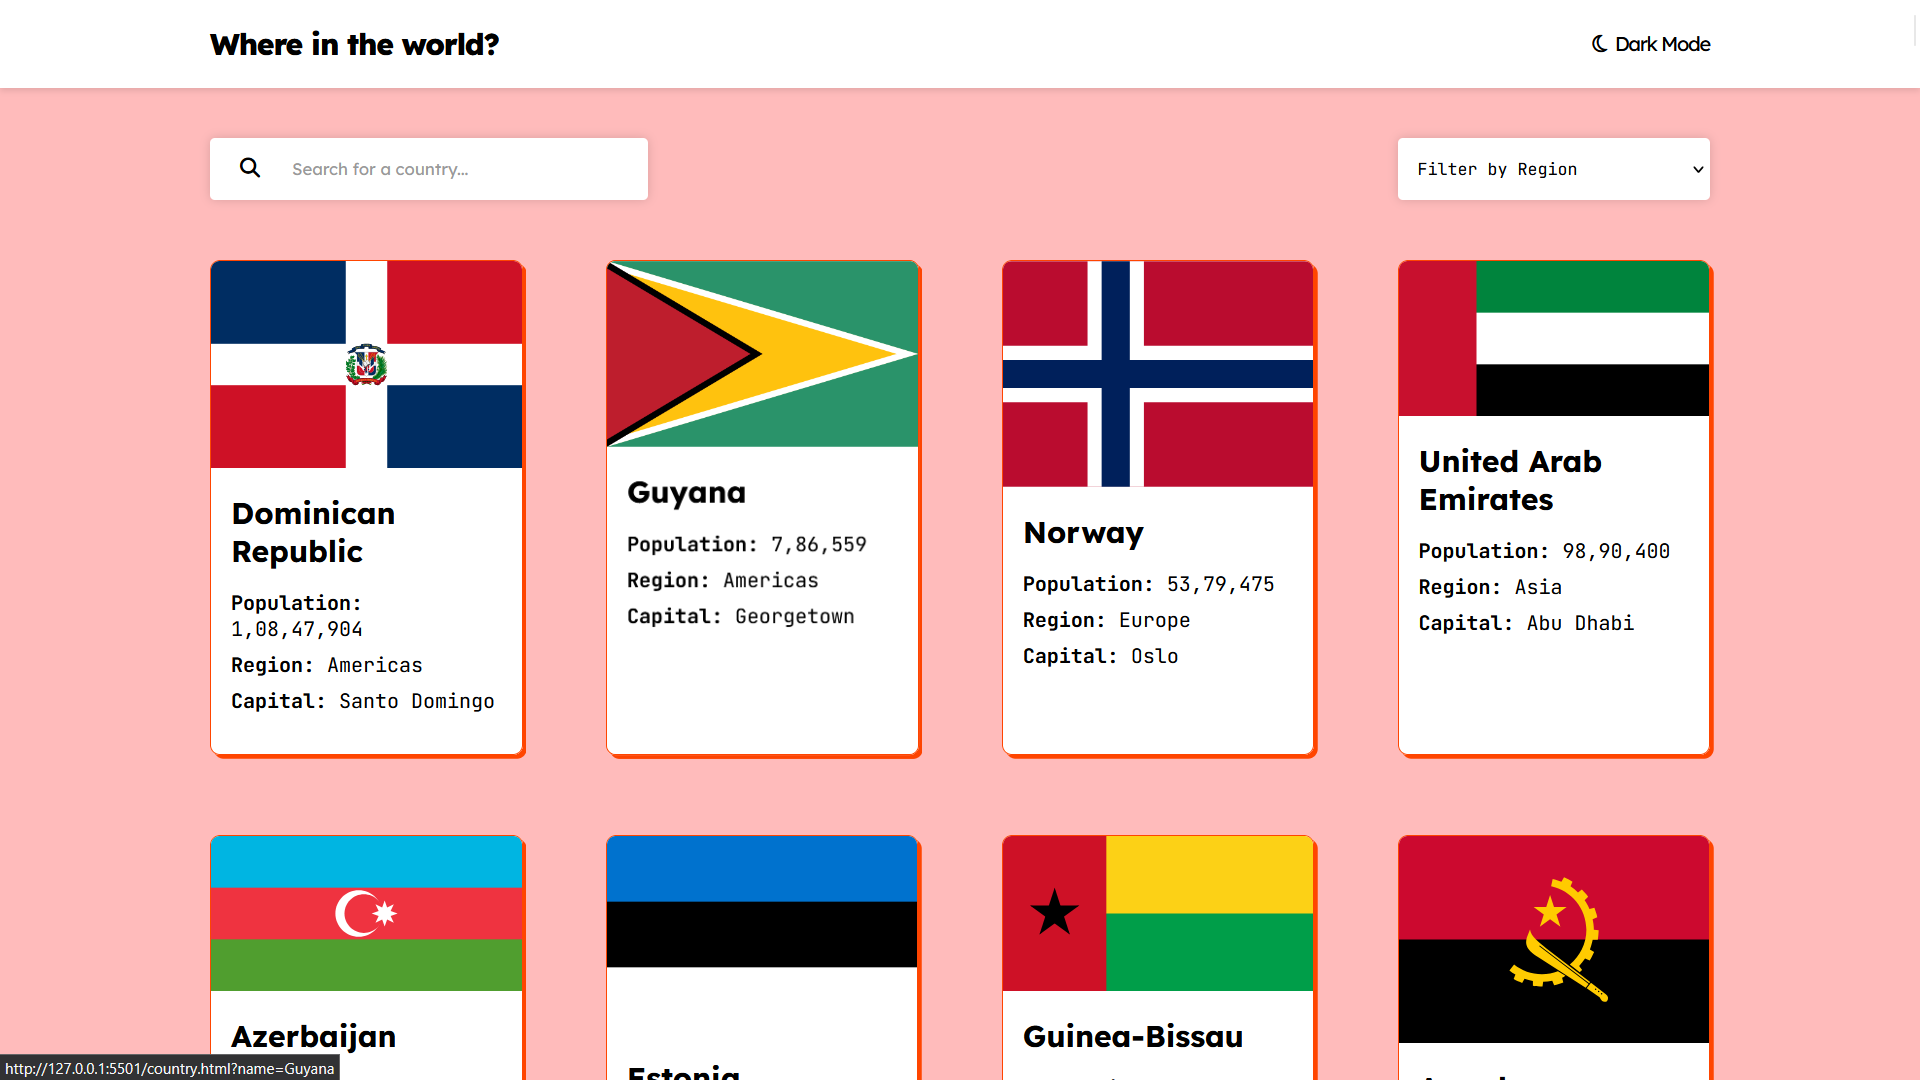 Where in the world?
Dark Mode
Search for a country...
Filter by Region
Dominican
Republic
Population:
1,08,47,904
Region: Americas
Capital: Santo Domingo
Guyana
Population: 7,86,559
Region: Americas
Capital: Georgetown
Norway
Population: 53,79,475
Region: Europe
Capital: Oslo
United Arab
Emirates
Population: 98,90,400
Region: Asia
Capital: Abu Dhabi
Azerbaijan
Estonia
Guinea-Bissau
http://127.0.0.1:5501/country.html?name=Guyana